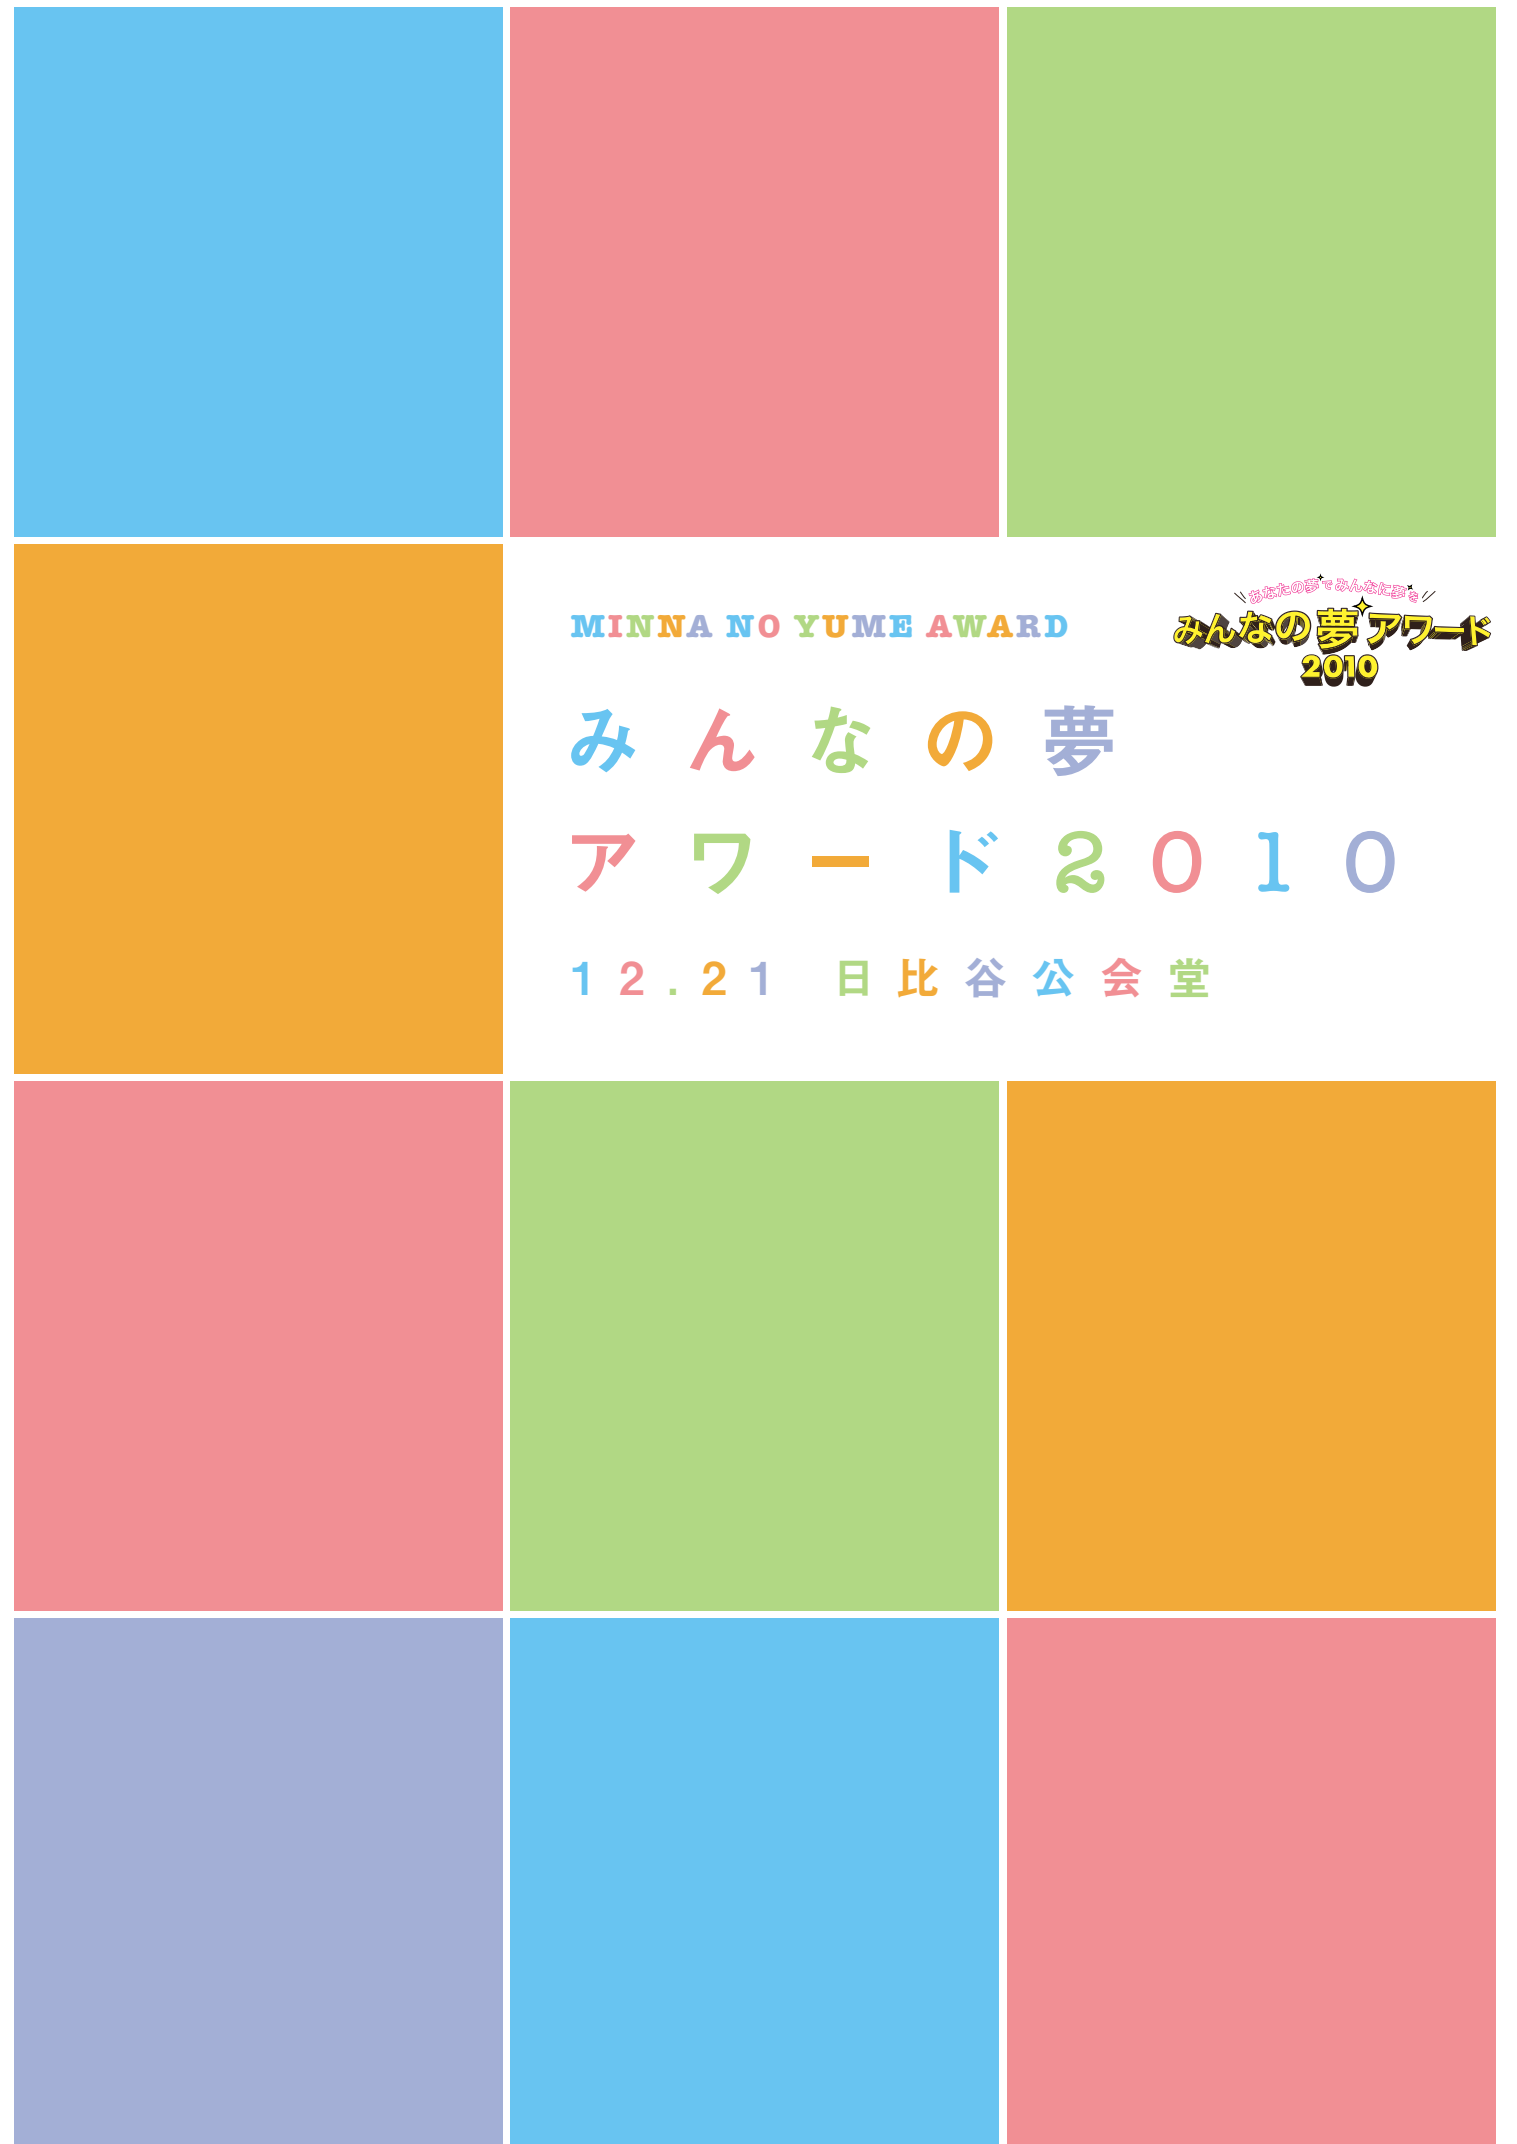 MINNA NO YUME AWARD
あなたの夢でみんなに夢を
みんなの夢アワード
2010
みんなの夢
アワード2010
12.21 日比谷公会堂